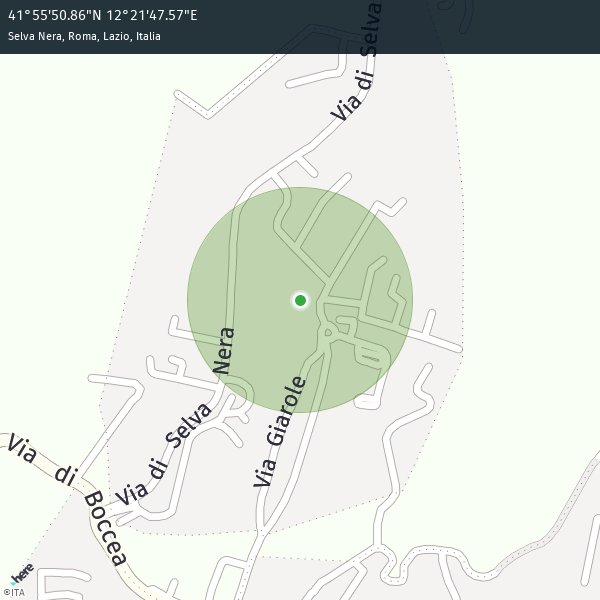 41°55'50.86"N 12°21'47.57"E
Selva Nera, Roma, Lazio, Italia
Via di Selva
Via di Selva Nera
Via Giarole
Via di Boccea
here
©ITA